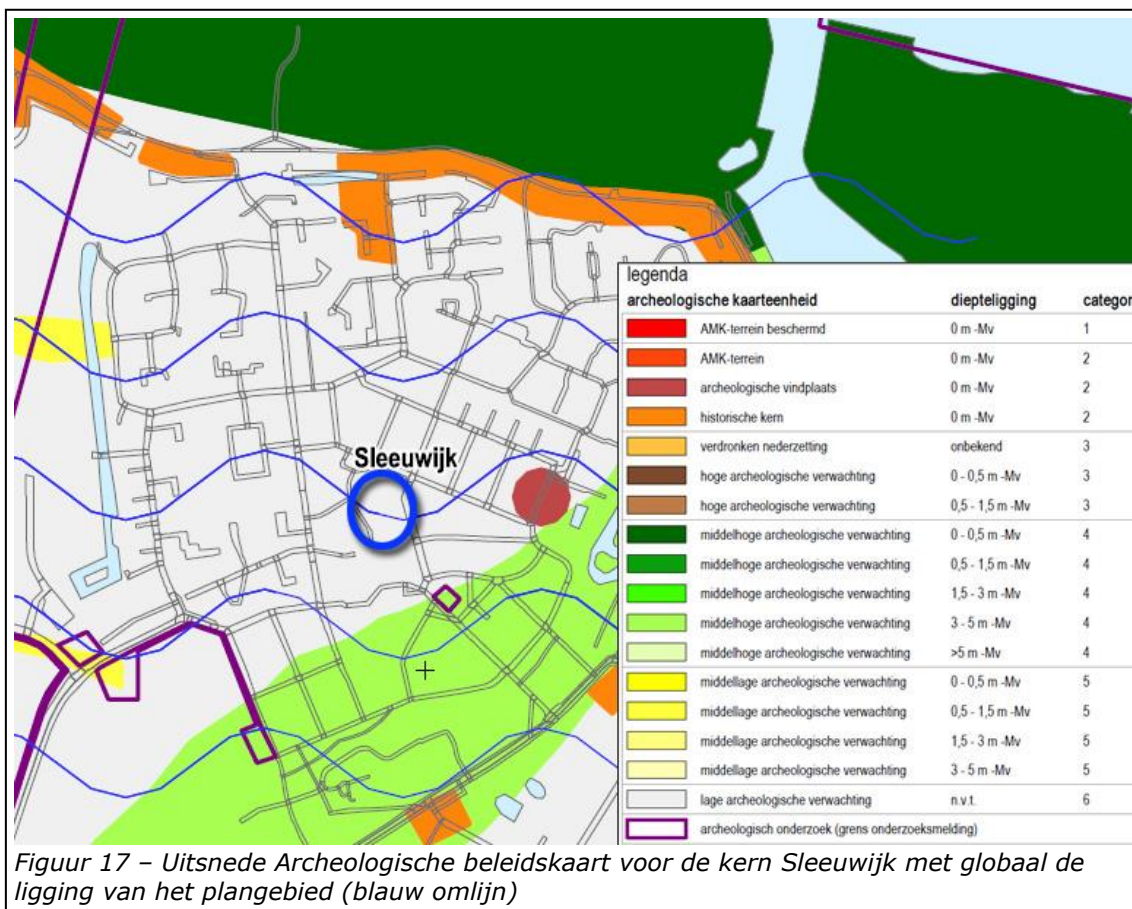 Sleeuwijk
legenda
archeologische kaarteenheid diepteligging categor
AMK-terrein beschermd 0 m -Mv 1
AMK-terrein 0 m -Mv 2
archeologische vindplaats 0 m -Mv 2
historische kern 0 m -Mv 2
verdronken nederzetting onbekend 3
hoge archeologische verwachting 0 - 0,5 m -Mv 3
hoge archeologische verwachting 0,5 - 1,5 m -Mv 3
middelhoge archeologische verwachting 0 - 0,5 m -Mv 4
middelhoge archeologische verwachting 0,5 - 1,5 m -Mv 4
middelhoge archeologische verwachting 1,5 - 3 m -Mv 4
middelhoge archeologische verwachting 3 - 5 m -Mv 4
middelhoge archeologische verwachting >5 m -Mv 4
middellage archeologische verwachting 0 - 0,5 m -Mv 5
middellage archeologische verwachting 0,5 - 1,5 m -Mv 5
middellage archeologische verwachting 1,5 - 3 m -Mv 5
middellage archeologische verwachting 3 - 5 m -Mv 5
lage archeologische verwachting n.v.t. 6
archeologisch onderzoek (grens onderzoeksmelding)
Figuur 17 – Uitsnede Archeologische beleidskaart voor de kern Sleeuwijk met globaal de
ligging van het plangebied (blauw omlijn)